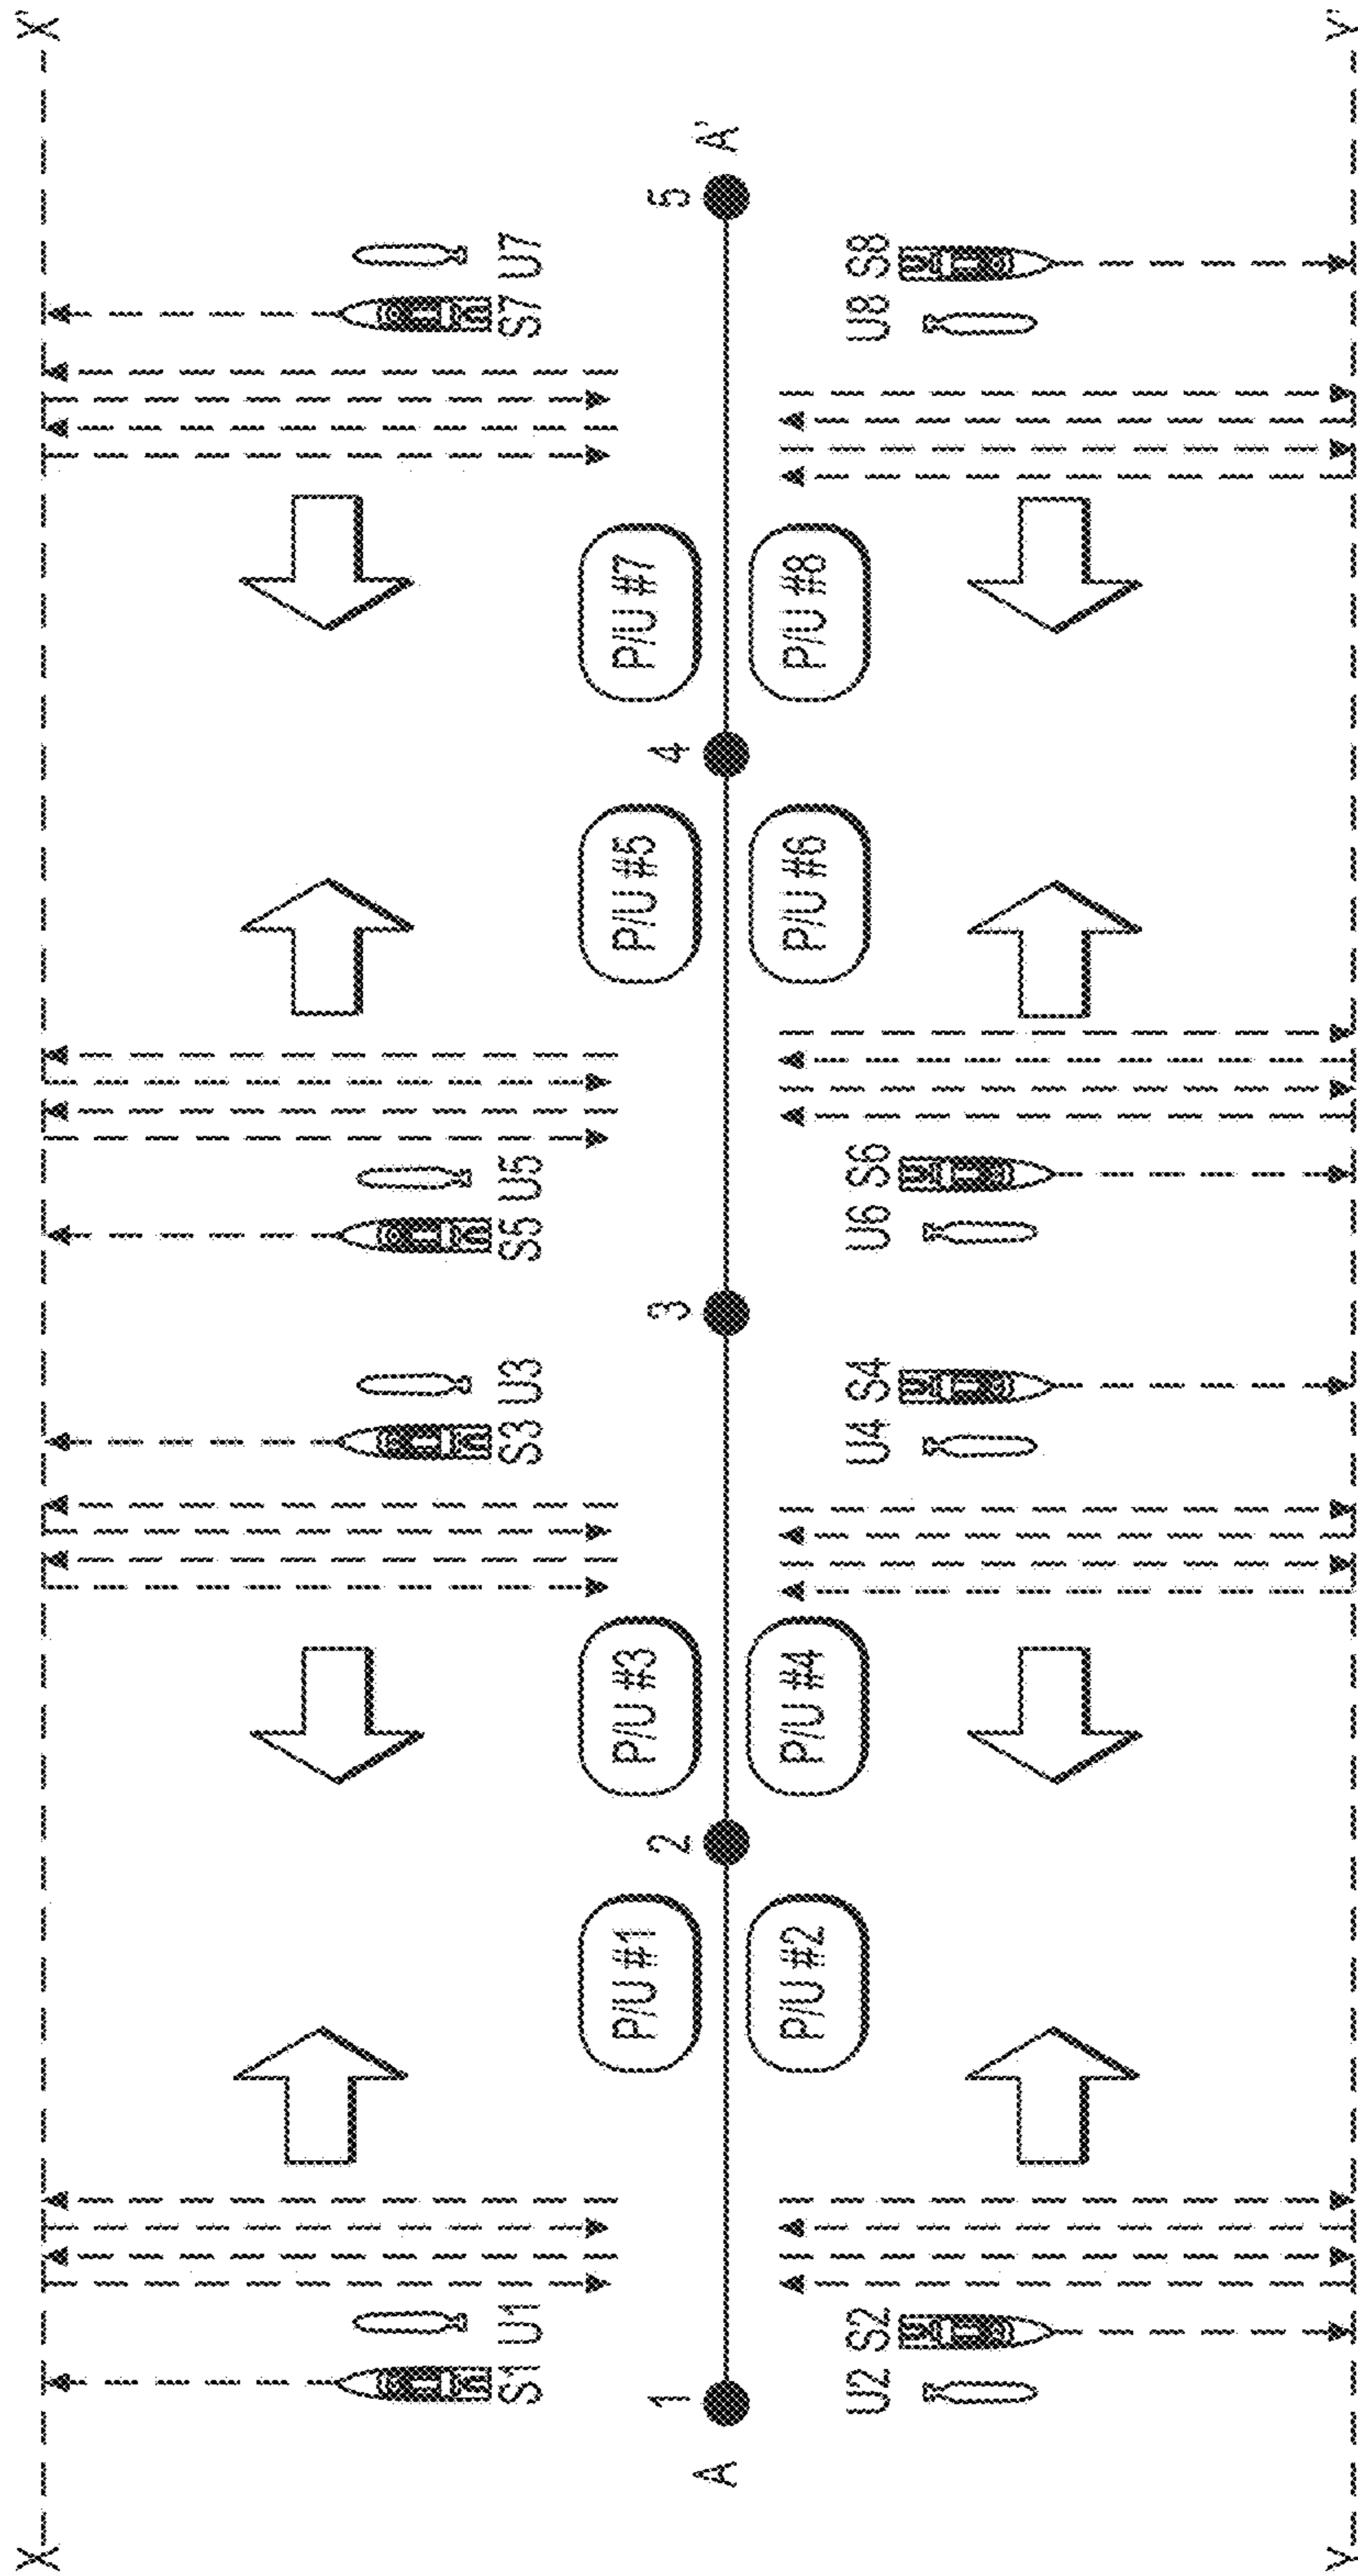 X X'
S1 U1 S3 U3 S5 U5 S7 U7
P/U #1 P/U #3 P/U #5 P/U #7
1 2 3 4 5
A A'
P/U #2 P/U #4 P/U #6 P/U #8
U2 S2 U4 S4 U6 S6 U8 S8
Y Y'